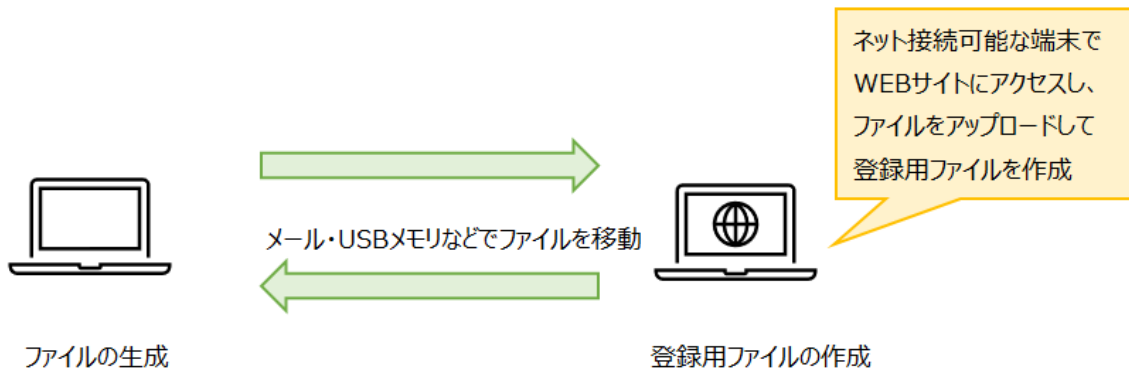 ネット接続可能な端末で
WEBサイトにアクセスし、
ファイルをアップロードして
登録用ファイルを作成
メール・USBメモリなどでファイルを移動
ファイルの生成
登録用ファイルの作成